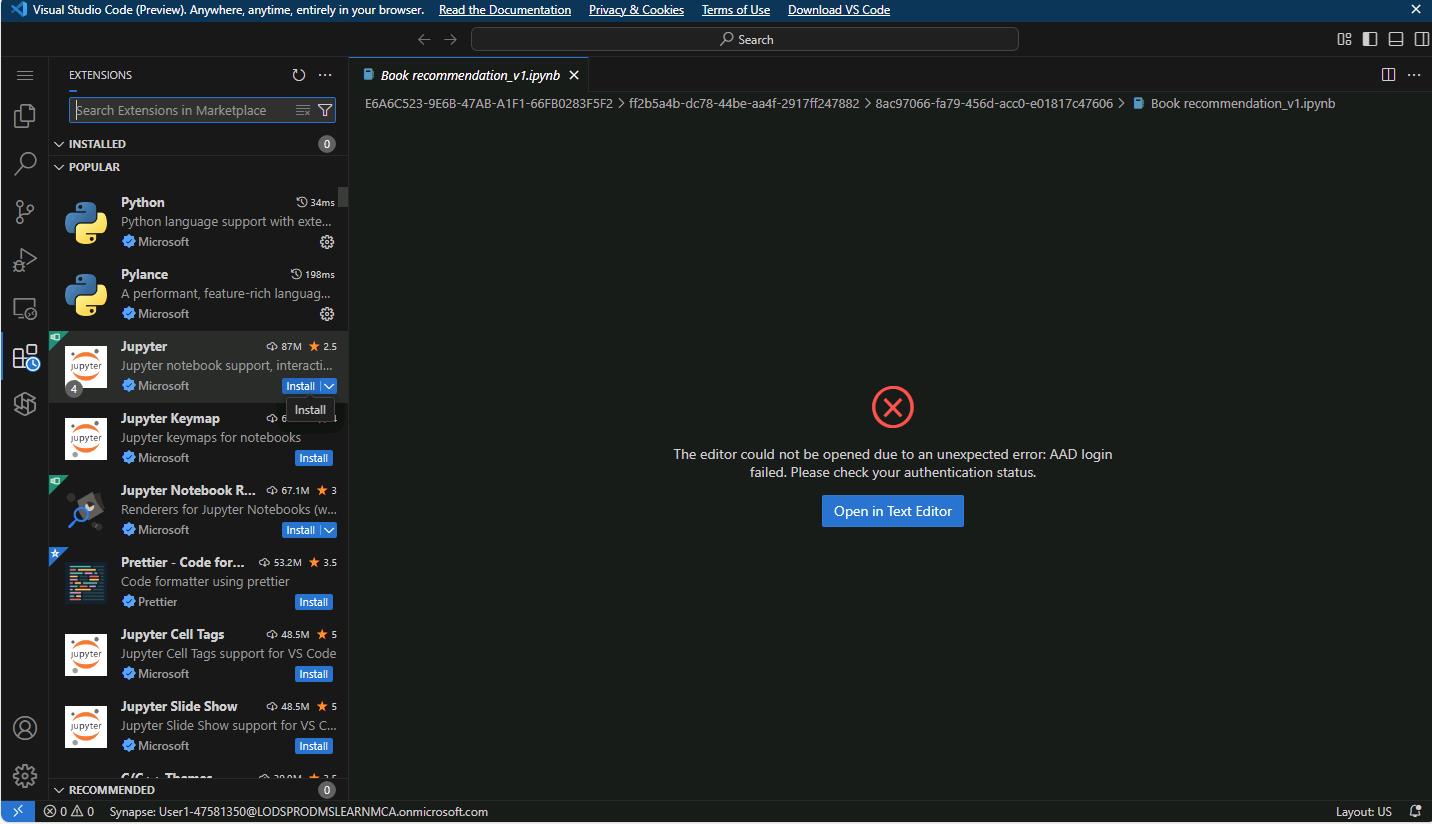 Visual Studio Code (Preview). Anywhere, anytime, entirely in your browser. Read the Documentation Privacy & Cookies Terms of Use Download VS Code
Search
EXTENSIONS
Search Extensions in Marketplace
INSTALLED 0
POPULAR
Python 34ms
Python language support with exte...
Microsoft
Pylance 198ms
A performant, feature-rich languag...
Microsoft
Jupyter 87M 2.5
Jupyter notebook support, interacti...
Microsoft Install
jupyter
4
Install
Jupyter Keymap 6 4
Jupyter keymaps for notebooks
Microsoft Install
jupyter
Jupyter Notebook R... 67.1M 3
Renderers for Jupyter Notebooks (w...
Microsoft Install
Prettier - Code for... 53.2M 3.5
Code formatter using prettier
Prettier Install
Jupyter Cell Tags 48.5M 5
Jupyter Cell Tags support for VS Code
Microsoft Install
jupyter
Jupyter Slide Show 48.5M 5
Jupyter Slide Show support for VS C...
Microsoft Install
jupyter
C/C++ Themes
RECOMMENDED 0
Book recommendation_v1.ipynb
E6A6C523-9E6B-47AB-A1F1-66FB0283F5F2 > ff2b5a4b-dc78-44be-aa4f-2917ff247882 > 8ac97066-fa79-456d-acc0-e01817c47606 > Book recommendation_v1.ipynb
The editor could not be opened due to an unexpected error: AAD login
failed. Please check your authentication status.
Open in Text Editor
0 0 Synapse: User1-47581350@LODSPRODMSLEARNMCA.onmicrosoft.com
Layout: US